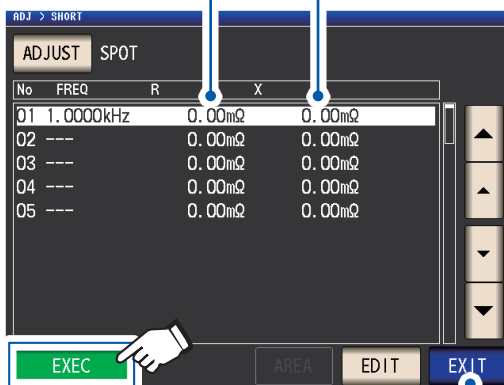 ADJ > SHORT
ADJUST SPOT
No FREQ R X
01 1.0000kHz 0.00mΩ 0.00mΩ
02 --- 0.00mΩ 0.00mΩ
03 --- 0.00mΩ 0.00mΩ
04 --- 0.00mΩ 0.00mΩ
05 --- 0.00mΩ 0.00mΩ
EXEC AREA EDIT EXIT